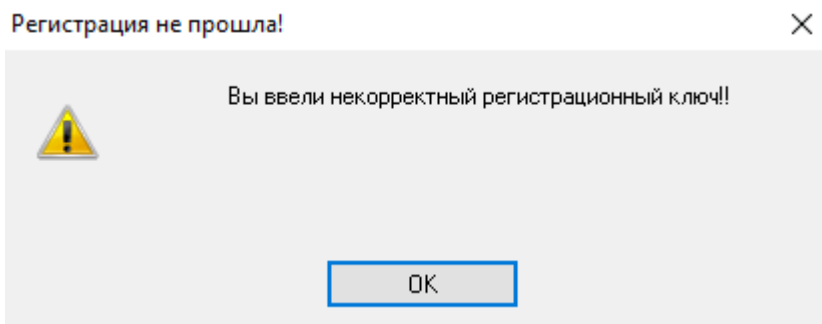 Регистрация не прошла!
Вы ввели некорректный регистрационный ключ!!
OK